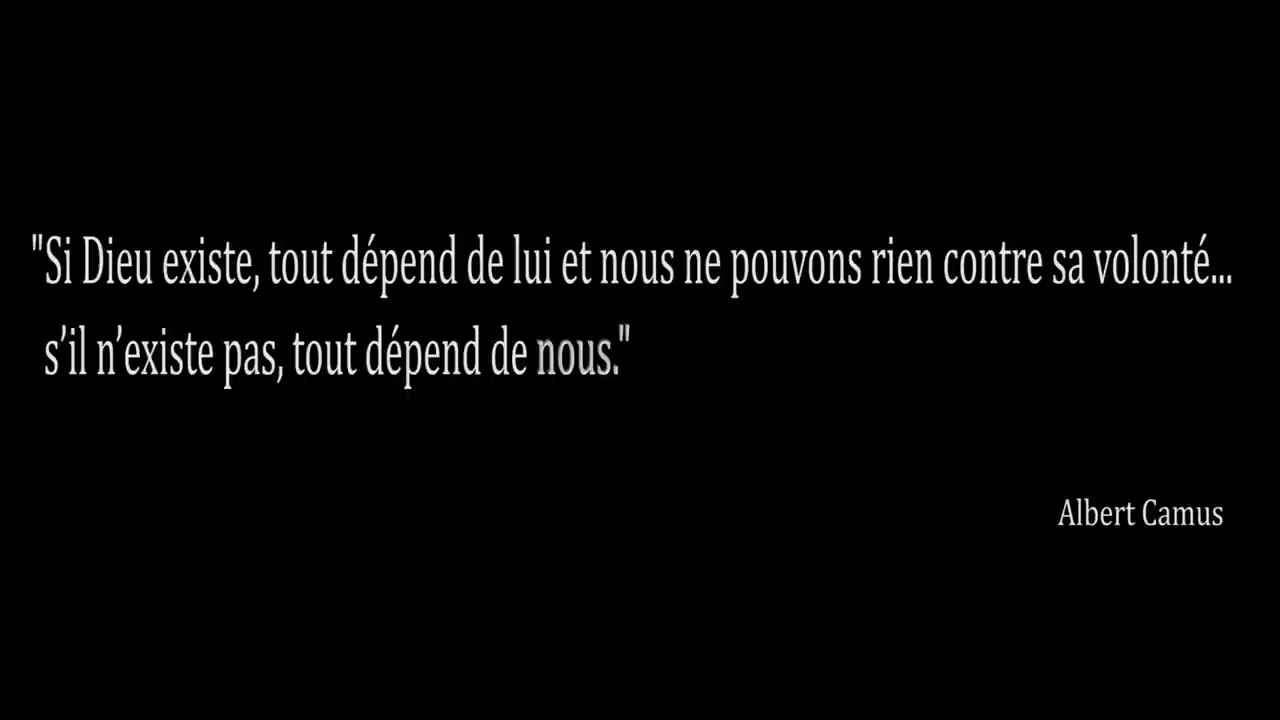 "Si Dieu existe, tout dépend de lui et nous ne pouvons rien contre sa volonté...
s’il n’existe pas, tout dépend de nous."
Albert Camus